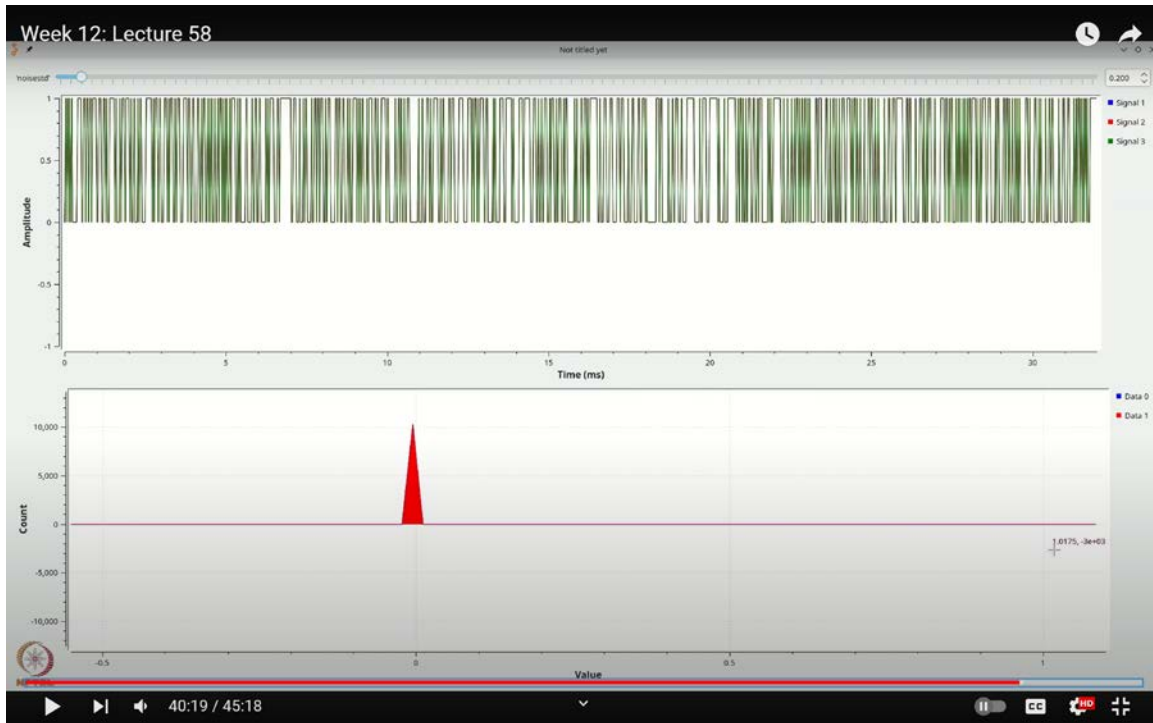 Week 12: Lecture 58
Not titled yet
'noisestd'
0.200
1
0.5
0
-0.5
-1
Amplitude
Signal 1
Signal 2
Signal 3
0 5 10 15 20 25 30
Time (ms)
10,000
5,000
0
-5,000
-10,000
Count
Data 0
Data 1
1.0175, -3e+03
-0.5 0 0.5 1
Value
NPTEL
40:19 / 45:18
CC
HD